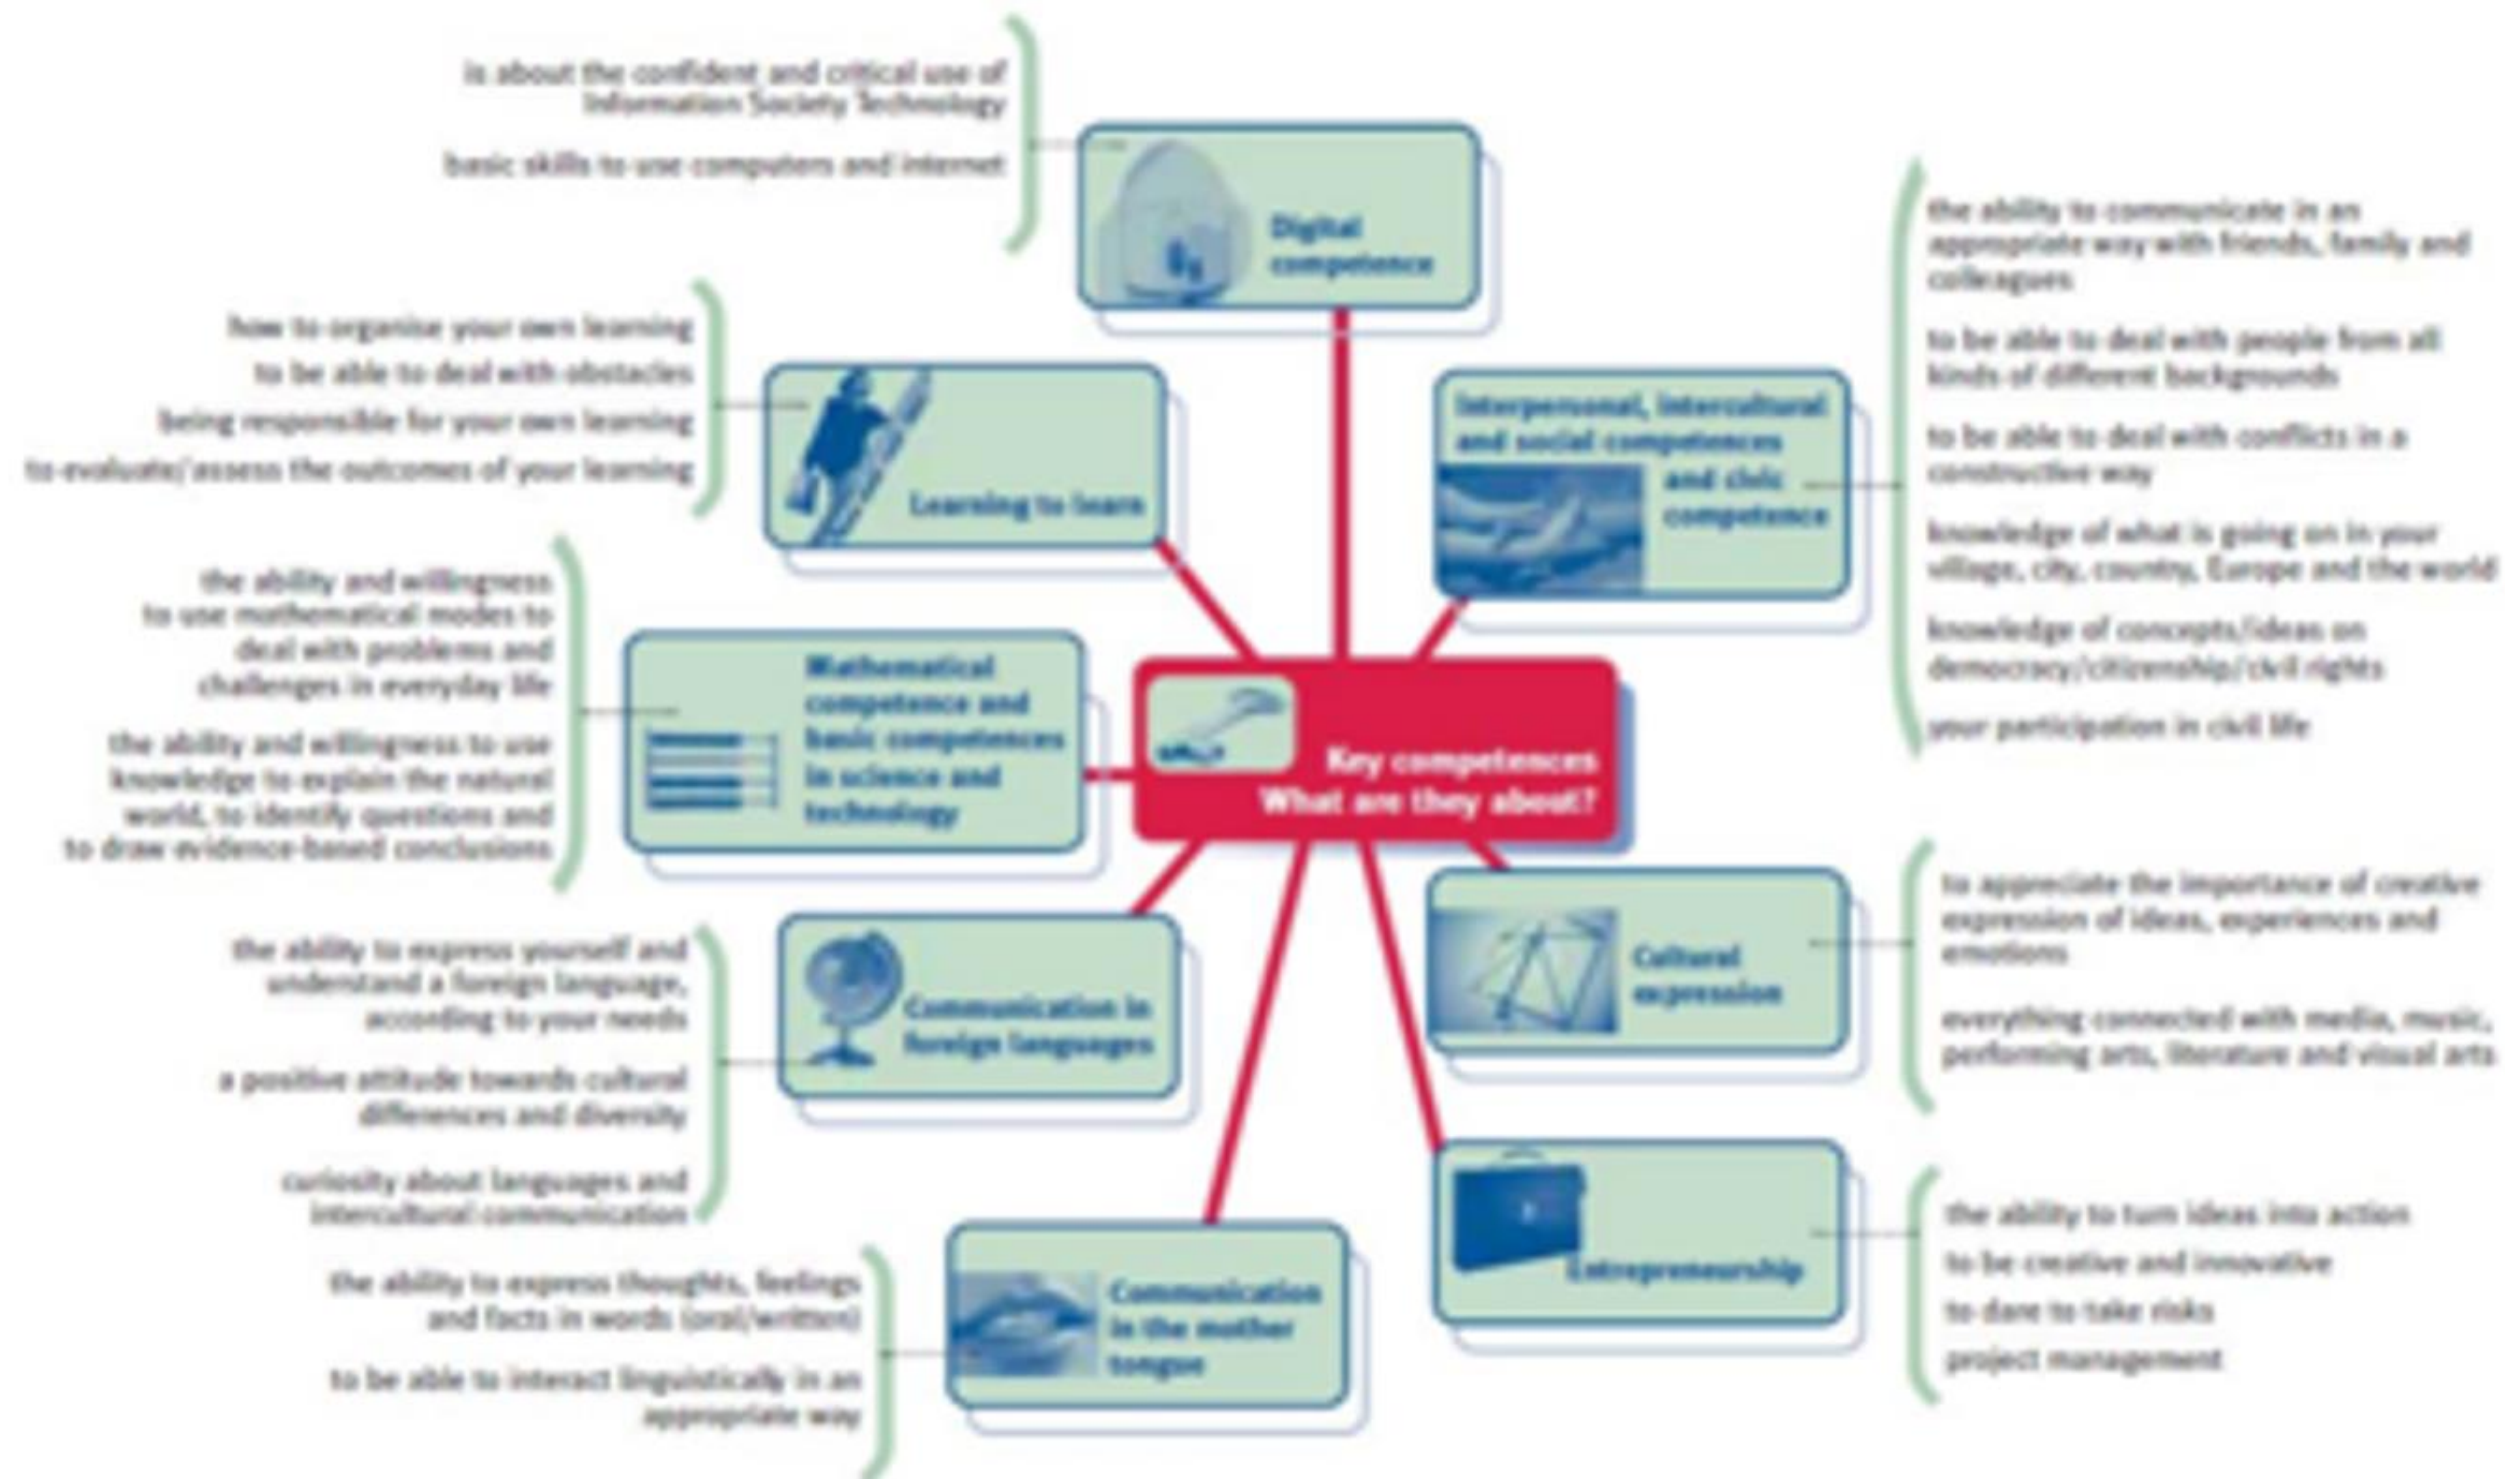 is about the confident and critical use of
Information Society Technology
basic skills to use computers and internet
Digital
competence
how to organise your own learning
to be able to deal with obstacles
being responsible for your own learning
to evaluate/assess the outcomes of your learning
Learning to learn
Interpersonal, intercultural
and social competences
and civic
competence
the ability to communicate in an
appropriate way with friends, family and
colleagues
to be able to deal with people from all
kinds of different backgrounds
to be able to deal with conflicts in a
constructive way
knowledge of what is going on in your
village, city, country, Europe and the world
knowledge of concepts/ideas on
democracy/citizenship/civil rights
your participation in civil life
the ability and willingness
to use mathematical modes to
deal with problems and
challenges in everyday life
the ability and willingness to use
knowledge to explain the natural
world, to identify questions and
to draw evidence-based conclusions
Mathematical
competence and
basic competences
in science and
technology
Key competences
What are they about?
the ability to express yourself and
understand a foreign language,
according to your needs
a positive attitude towards cultural
differences and diversity
curiosity about languages and
intercultural communication
Communication in
foreign languages
Cultural
expression
to appreciate the importance of creative
expression of ideas, experiences and
emotions
everything connected with media, music,
performing arts, literature and visual arts
the ability to express thoughts, feelings
and facts in words (oral/written)
to be able to interact linguistically in an
appropriate way
Communication
in the mother
tongue
Entrepreneurship
the ability to turn ideas into action
to be creative and innovative
to dare to take risks
project management